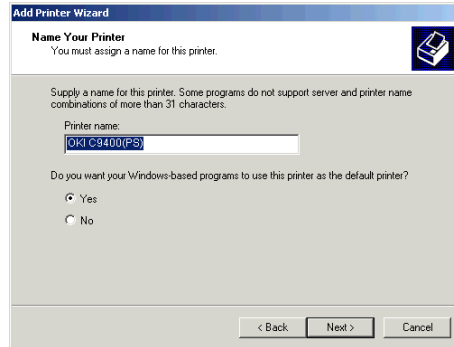 Add Printer Wizard
Name Your Printer
You must assign a name for this printer.
Supply a name for this printer. Some programs do not support server and printer name
combinations of more than 31 characters.
Printer name:
OKI C9400(PS)
Do you want your Windows-based programs to use this printer as the default printer?
Yes
No
< Back Next > Cancel